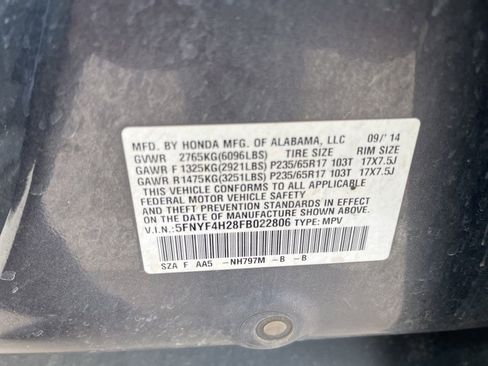 MFD. BY HONDA MFG. OF ALABAMA, LLC 09/'14
GVWR 2765KG(6096LBS) TIRE SIZE RIM SIZE
GAWR F 1325KG(2921LBS) P235/65R17 103T 17X7.5J
GAWR R1475KG(3251LBS) P235/65R17 103T 17X7.5J
THIS VEHICLE CONFORMS TO ALL APPLICABLE
FEDERAL MOTOR VEHICLE SAFETY
AND THEFT PREVENTION STANDARDS IN EFFECT
ON THE DATE OF MANUFACTURE SHOWN ABOVE.
V.I.N.: 5FNYF4H28FB022806 TYPE: MPV
SZA F AA5 -NH797M -B -B